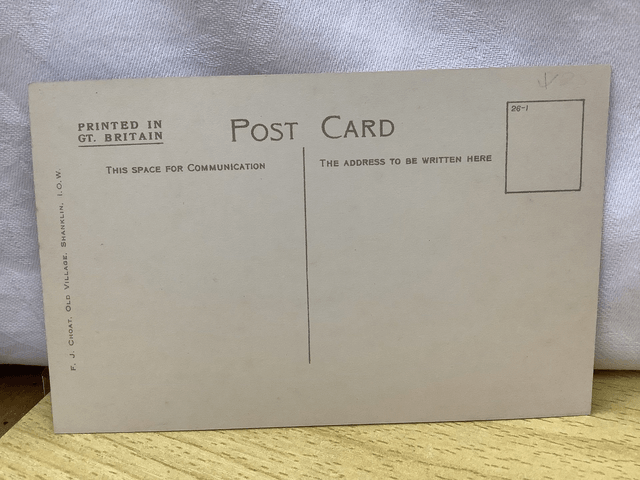 PRINTED IN
GT. BRITAIN
POST CARD
26-1
THIS SPACE FOR COMMUNICATION
THE ADDRESS TO BE WRITTEN HERE
F. J. CHOAT, OLD VILLAGE, SHANKLIN, I.O.W.